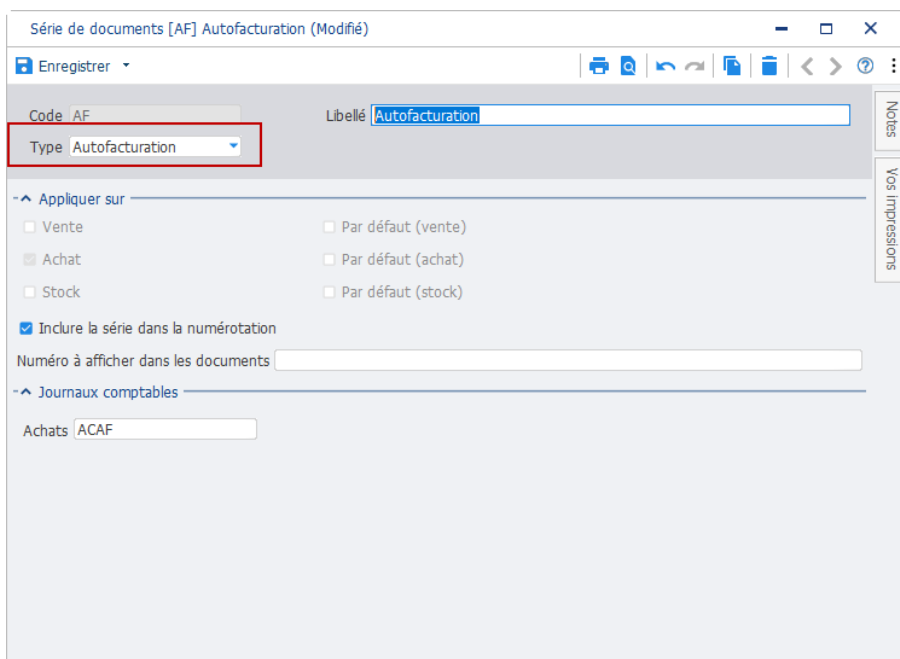 Série de documents [AF] Autofacturation (Modifié)
Enregistrer
Code AF Libellé Autofacturation
Type Autofacturation
Notes
Vos impressions
Appliquer sur
Vente Par défaut (vente)
Achat Par défaut (achat)
Stock Par défaut (stock)
Inclure la série dans la numérotation
Numéro à afficher dans les documents
Journaux comptables
Achats ACAF